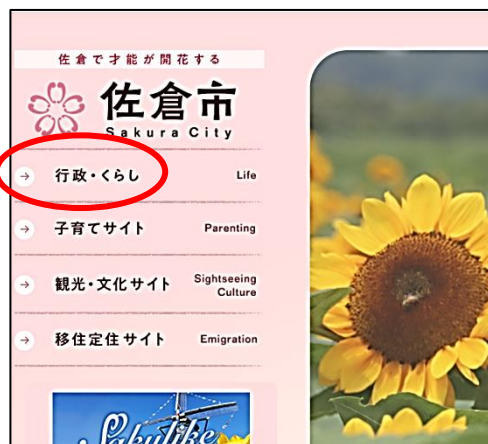 佐倉で才能が開花する
佐倉市
Sakura City
行政・くらし Life
子育てサイト Parenting
観光・文化サイト Sightseeing
Culture
移住定住サイト Emigration
Sakulike